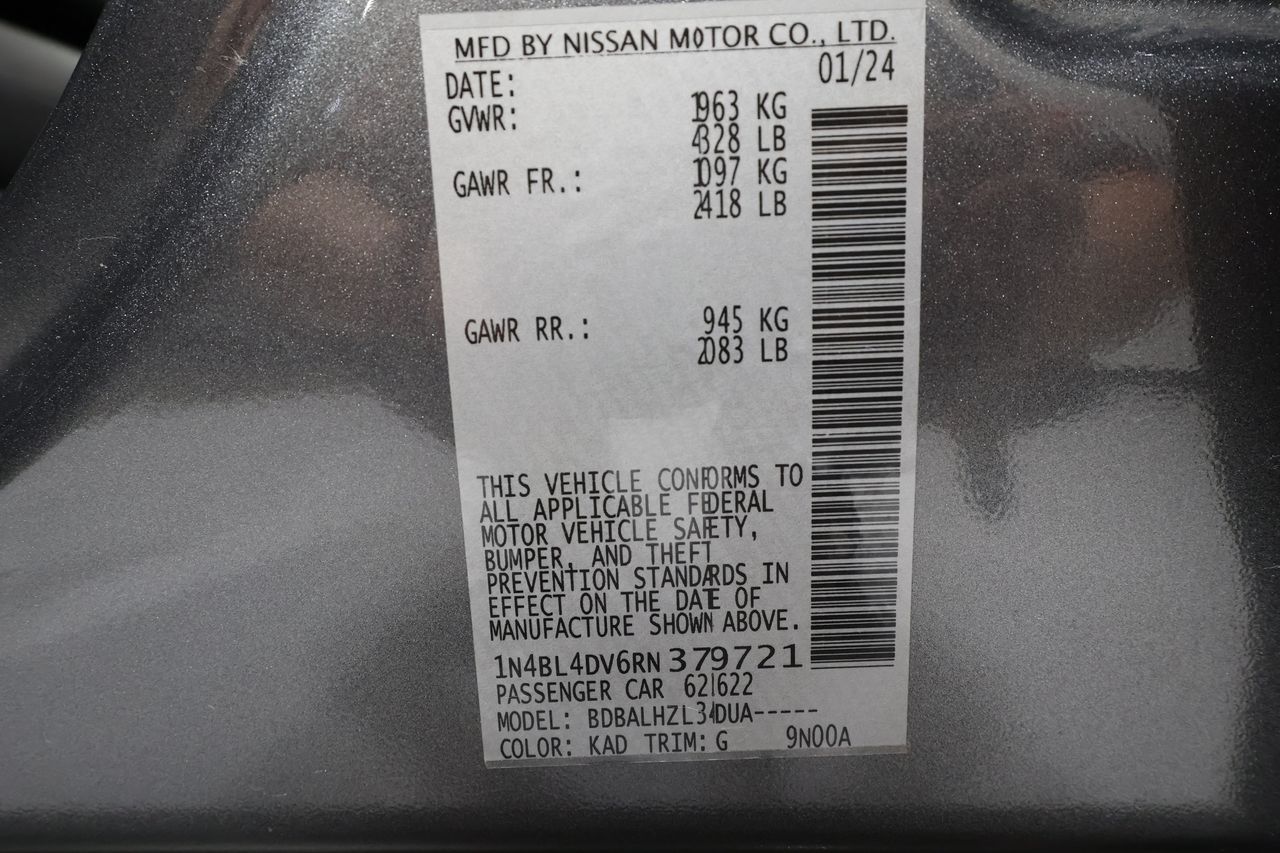 MFD BY NISSAN MOTOR CO., LTD.
DATE: 01/24
GVWR: 1963 KG
4328 LB
GAWR FR.: 1097 KG
2418 LB
GAWR RR.: 945 KG
2083 LB
THIS VEHICLE CONFORMS TO
ALL APPLICABLE FEDERAL
MOTOR VEHICLE SAFETY,
BUMPER, AND THEFT
PREVENTION STANDARDS IN
EFFECT ON THE DATE OF
MANUFACTURE SHOWN ABOVE.
1N4BL4DV6RN379721
PASSENGER CAR 621622
MODEL: BDBALHZL34DUA-----
COLOR: KAD TRIM: G 9N00A